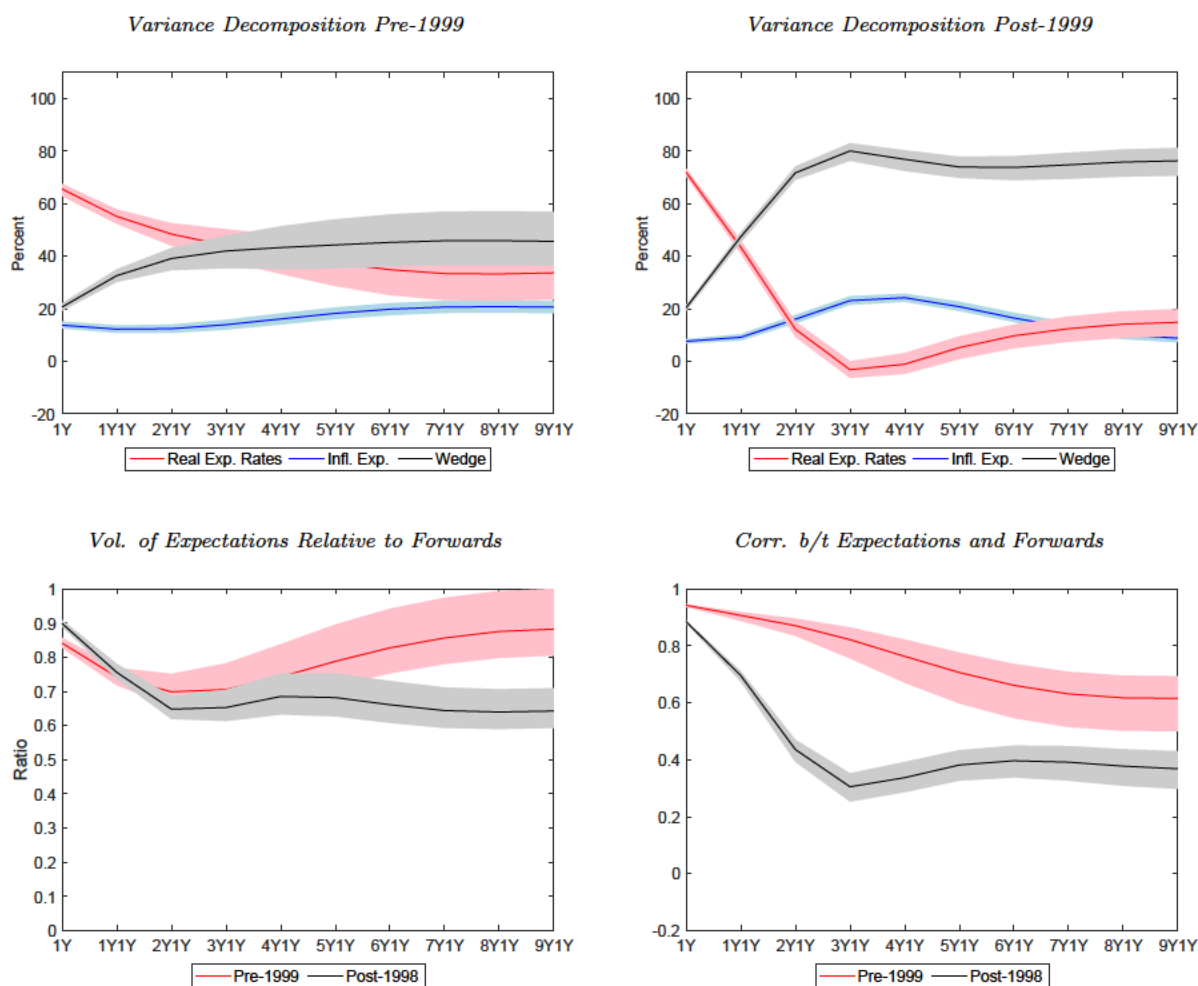 Variance Decomposition Pre-1999
Percent
100
80
60
40
20
0
-20
1Y 1Y1Y 2Y1Y 3Y1Y 4Y1Y 5Y1Y 6Y1Y 7Y1Y 8Y1Y 9Y1Y
Real Exp. Rates Infl. Exp. Wedge
Variance Decomposition Post-1999
Percent
100
80
60
40
20
0
-20
1Y 1Y1Y 2Y1Y 3Y1Y 4Y1Y 5Y1Y 6Y1Y 7Y1Y 8Y1Y 9Y1Y
Real Exp. Rates Infl. Exp. Wedge
Vol. of Expectations Relative to Forwards
Ratio
1
0.9
0.8
0.7
0.6
0.5
0.4
0.3
0.2
0.1
0
1Y 1Y1Y 2Y1Y 3Y1Y 4Y1Y 5Y1Y 6Y1Y 7Y1Y 8Y1Y 9Y1Y
Pre-1999 Post-1998
Corr. b/t Expectations and Forwards
1
0.8
0.6
0.4
0.2
0
-0.2
1Y 1Y1Y 2Y1Y 3Y1Y 4Y1Y 5Y1Y 6Y1Y 7Y1Y 8Y1Y 9Y1Y
Pre-1999 Post-1998